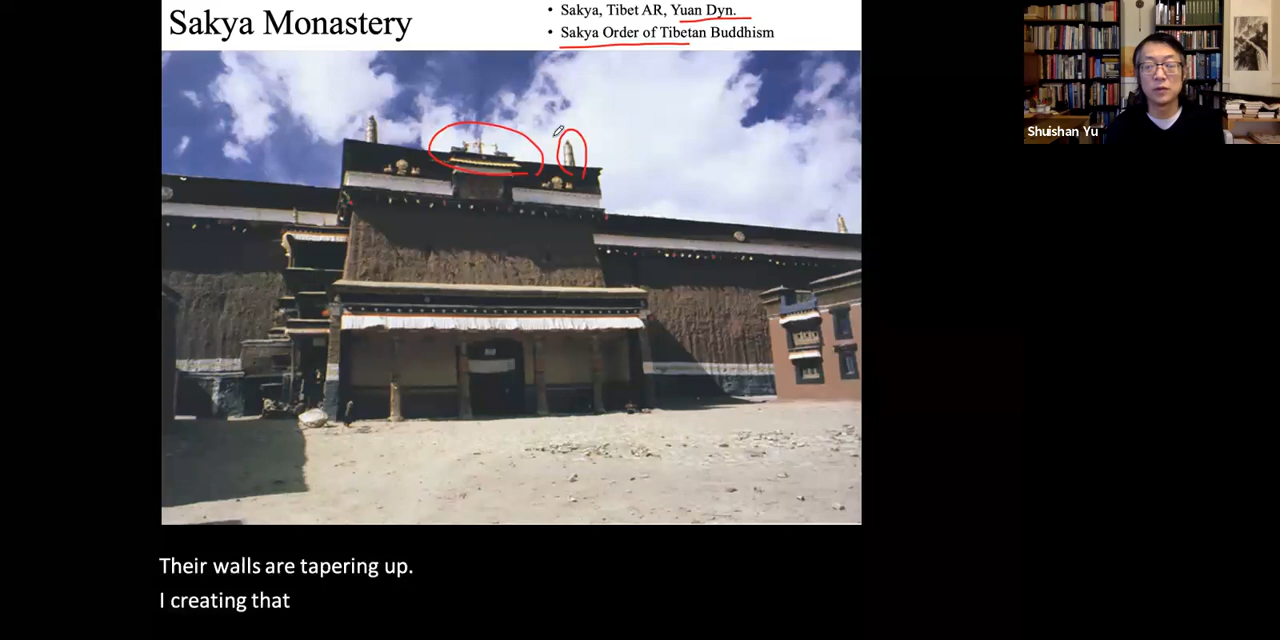 Sakya Monastery
• Sakya, Tibet AR, Yuan Dyn.
• Sakya Order of Tibetan Buddhism
Shuishan Yu
Their walls are tapering up.
I creating that